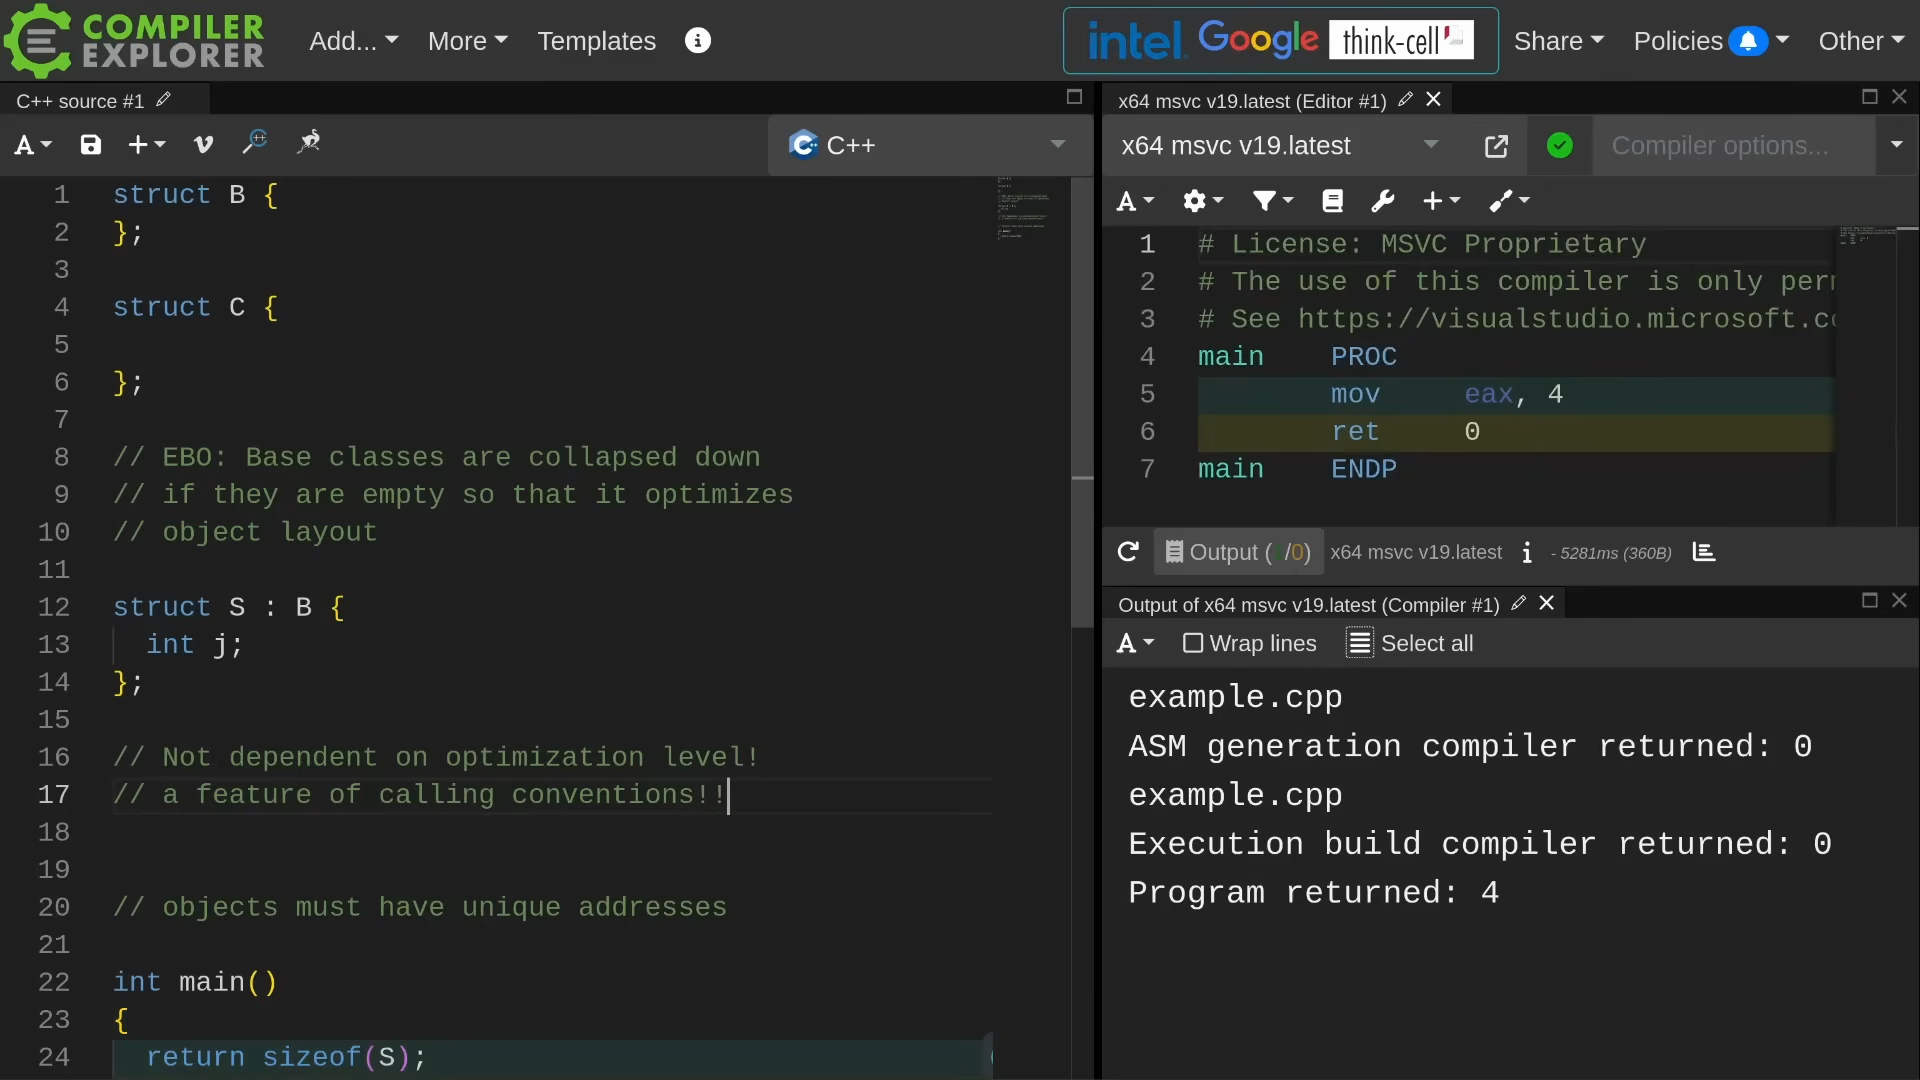 COMPILER
EXPLORER
Add...
More
Templates
intel.
Google
think-cell
Share
Policies
Other
C++ source #1
C++
1 struct B {
2 };
3
4 struct C {
5
6 };
7
8 // EBO: Base classes are collapsed down
9 // if they are empty so that it optimizes
10 // object layout
11
12 struct S : B {
13 int j;
14 };
15
16 // Not dependent on optimization level!
17 // a feature of calling conventions!!
18
19
20 // objects must have unique addresses
21
22 int main()
23 {
24 return sizeof(S);
x64 msvc v19.latest (Editor #1)
x64 msvc v19.latest
Compiler options...
1 # License: MSVC Proprietary
2 # The use of this compiler is only
3 # See https://visualstudio.microsoft.co
4 main PROC
5 mov eax, 4
6 ret 0
7 main ENDP
Output ( /0) x64 msvc v19.latest - 5281ms (360B)
Output of x64 msvc v19.latest (Compiler #1)
A Wrap lines Select all
example.cpp
ASM generation compiler returned: 0
example.cpp
Execution build compiler returned: 0
Program returned: 4